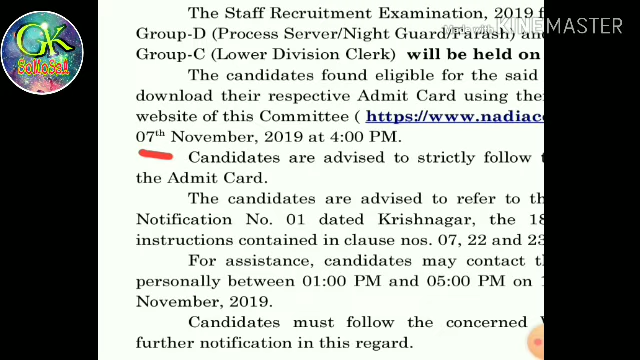 GK
SoMoSa!
Made with KINEMASTER
The Staff Recruitment Examination, 2019 f
Group-D (Process Server/Night Guard/Farash) and
Group-C (Lower Division Clerk) will be held on
The candidates found eligible for the said
download their respective Admit Card using the
website of this Committee ( https://www.nadiaco
07th November, 2019 at 4:00 PM.
Candidates are advised to strictly follow t
the Admit Card.
The candidates are advised to refer to th
Notification No. 01 dated Krishnagar, the 18
instructions contained in clause nos. 07, 22 and 23
For assistance, candidates may contact th
personally between 01:00 PM and 05:00 PM on 1
November, 2019.
Candidates must follow the concerned
further notification in this regard.